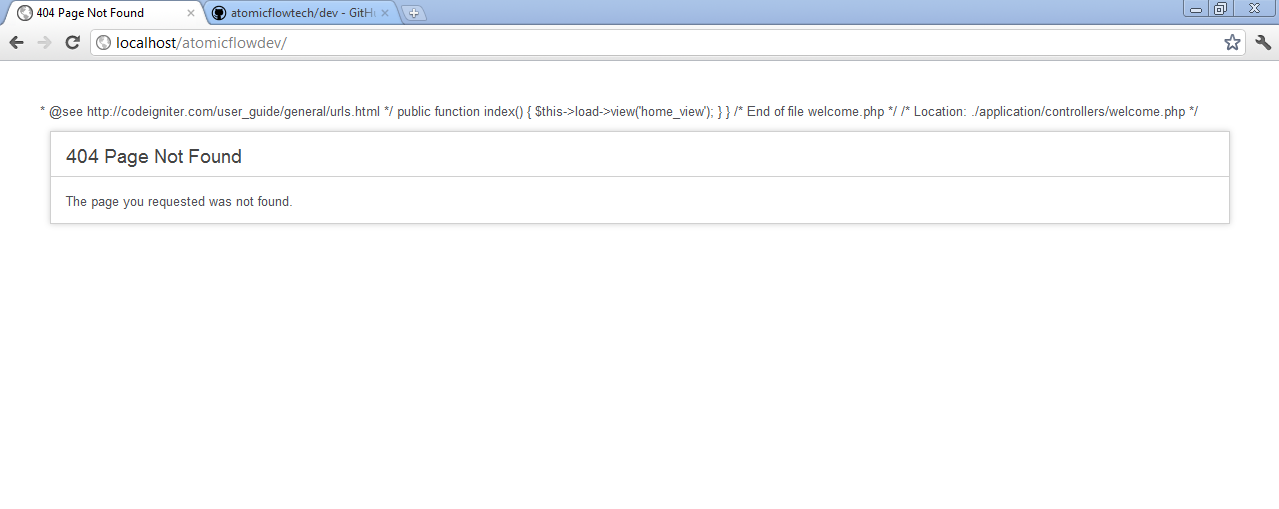 404 Page Not Found
atomicflowtech/dev - GitHu
localhost/atomicflowdev/
* @see http://codeigniter.com/user_guide/general/urls.html */ public function index() { $this->load->view('home_view'); } } /* End of file welcome.php */ /* Location: ./application/controllers/welcome.php */
404 Page Not Found
The page you requested was not found.